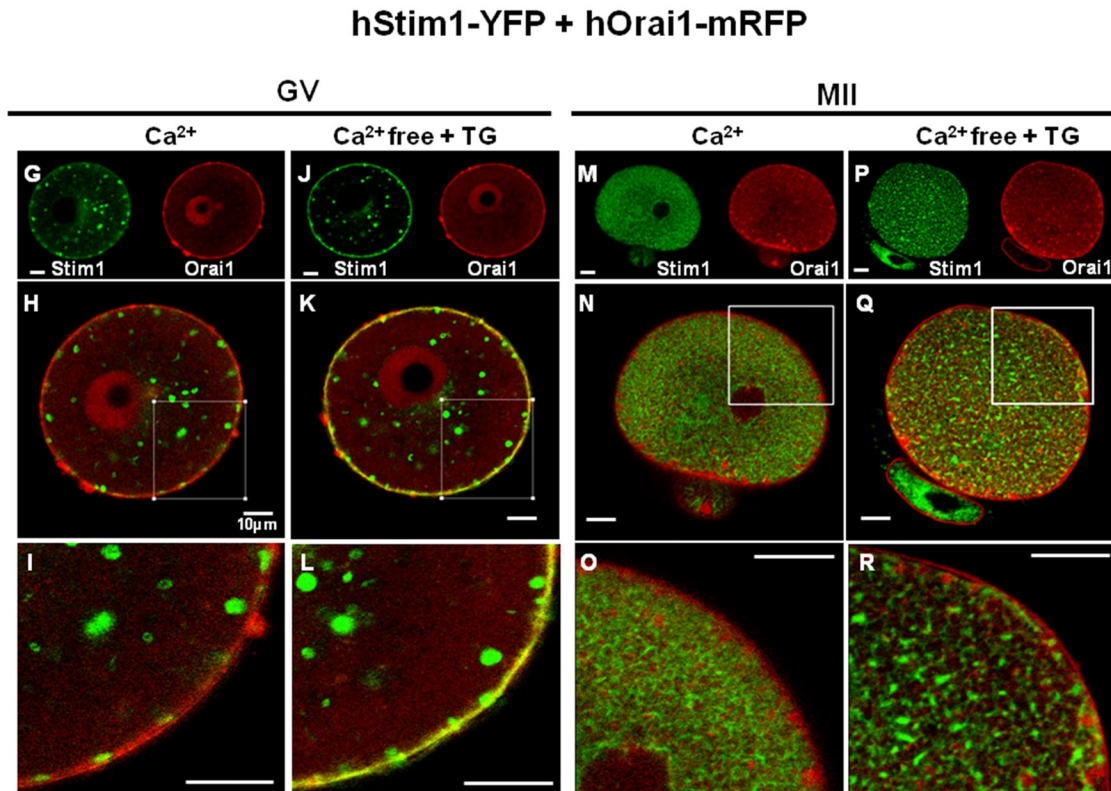 hStim1-YFP + hOrai1-mRFP
GV MII
Ca²⁺ Ca²⁺ free + TG Ca²⁺ Ca²⁺ free + TG
G J M P
Stim1 Orai1 Stim1 Orai1 Stim1 Orai1 Stim1 Orai1
H K N Q
10μm
I L O R